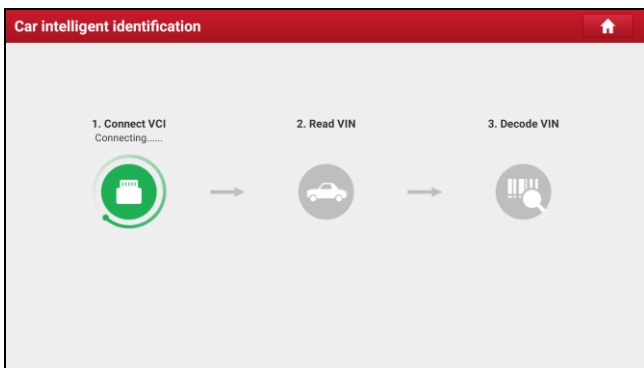 Car intelligent identification
1. Connect VCI
Connecting......
2. Read VIN
3. Decode VIN